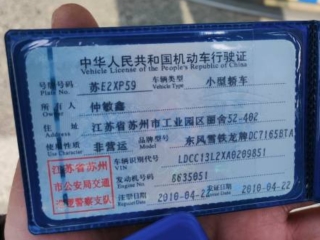 中华人民共和国机动车行驶证
Vehicle License of the People's Republic of China
号牌号码 苏E2XP59 车辆类型 小型轿车
Plate No. Vehicle Type
所有人 仲敏鑫
Owner
住址 江苏省苏州市工业园区丽舍52-402
Address
使用性质 非营运 品牌型号 东风雪铁龙牌DC7165BTA
Use Character
车辆识别代号 LDCC13L2XA0209851
VIN
发动机号码 8635051
Engine No.
注册日期 2010-04-22 发证日期 2010-04-22
Register Date Issue Date
江苏省苏州
市公安局交通
巡逻警察支队